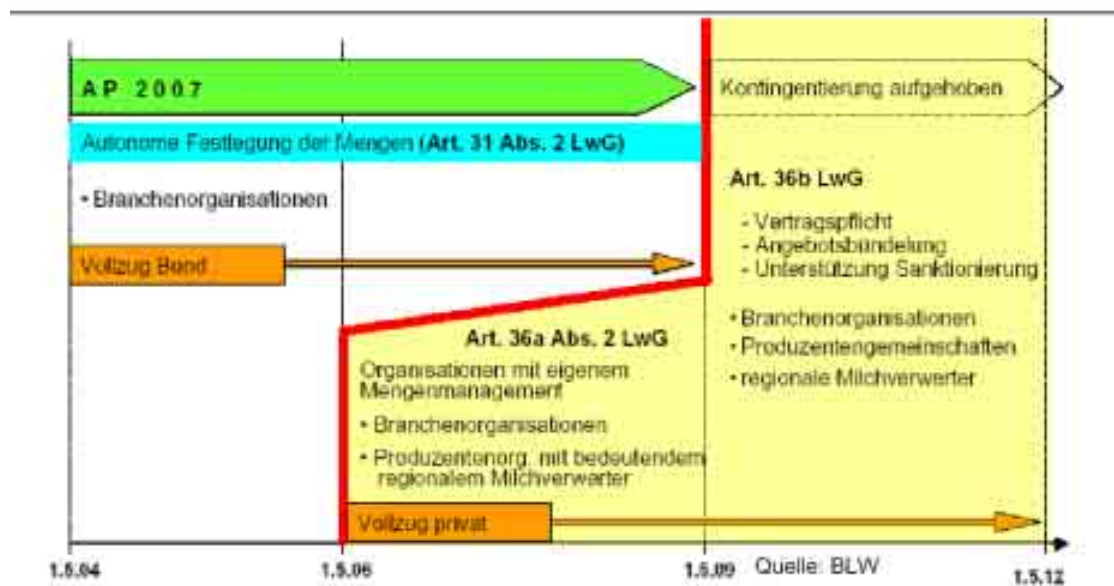 AP 2007
Kontingentierung aufgehoben
Autonome Festlegung der Mengen (Art. 31 Abs. 2 LwG)
• Branchenorganisationen
Vollzug Bund
Art. 36b LwG
- Vertragspflicht
- Angebotsbündelung
- Unterstützung Sanktionierung
• Branchenorganisationen
• Produzentengemeinschaften
• regionale Milchverwerter
Art. 36a Abs. 2 LwG
Organisationen mit eigenem
Mengenmanagement
• Branchenorganisationen
• Produzentenorg. mit bedeutendem
regionalem Milchverwerter
Vollzug privat
1.5.04
1.5.06
1.5.09
Quelle: BLW
1.5.12